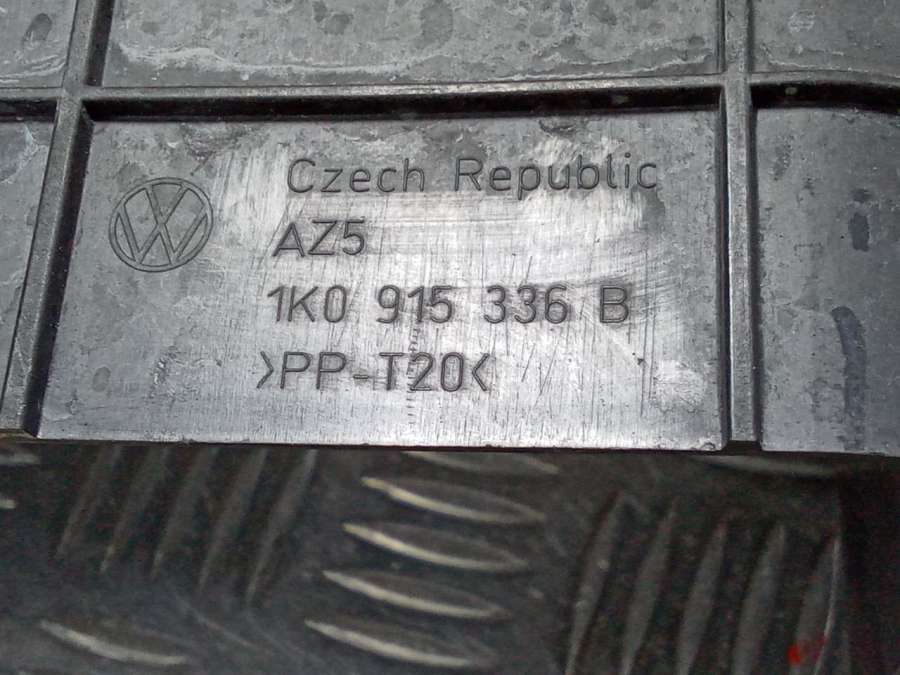 Czech Republic
AZ5
1K0 915 336 B
>PP-T20<